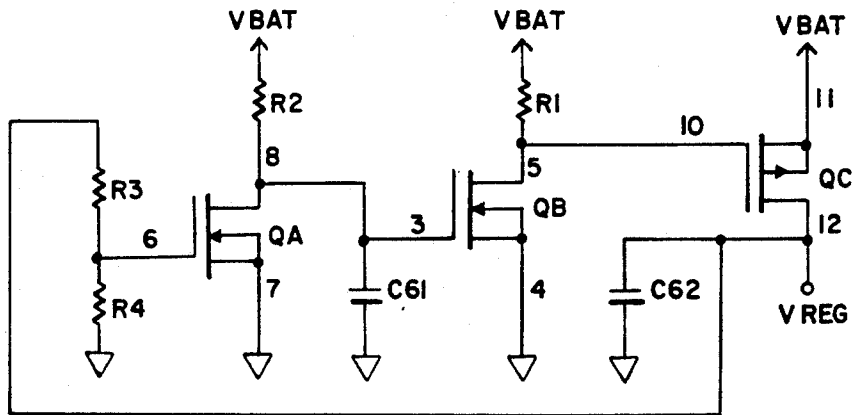 VBAT
VBAT
VBAT
R2
R1
11
10
8
5
QC
R3
6
QA
3
QB
12
R4
7
C61
4
C62
VREG